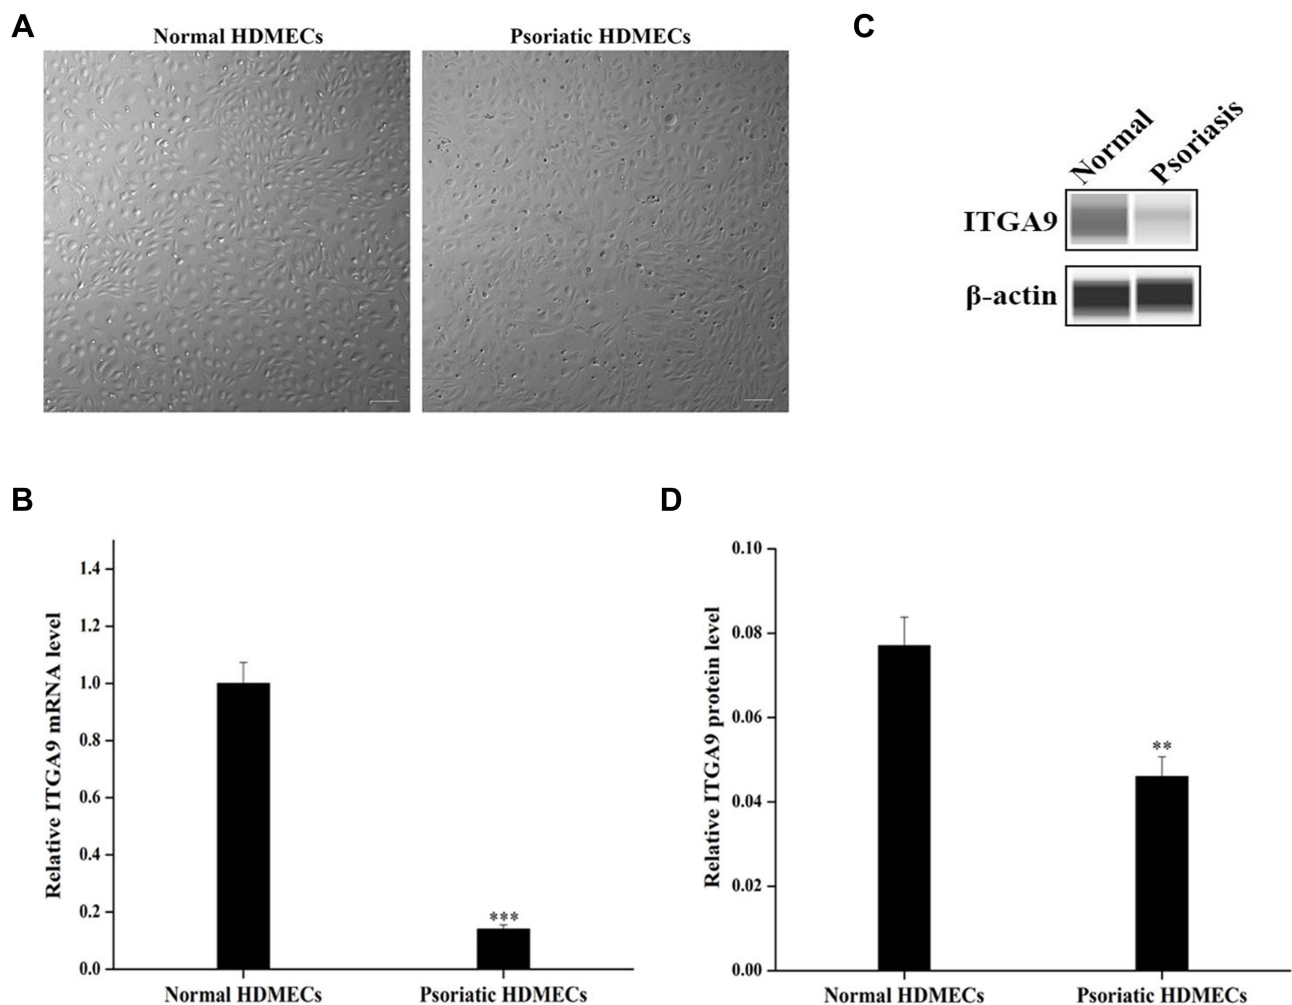 A
Normal HDMECs
Psoriatic HDMECs
C
Normal
Psoriasis
ITGA9
β-actin
B
Relative ITGA9 mRNA level
1.4
1.2
1.0
0.8
0.6
0.4
0.2
0.0
***
Normal HDMECs
Psoriatic HDMECs
D
Relative ITGA9 protein level
0.10
0.08
0.06
0.04
0.02
0.00
**
Normal HDMECs
Psoriatic HDMECs